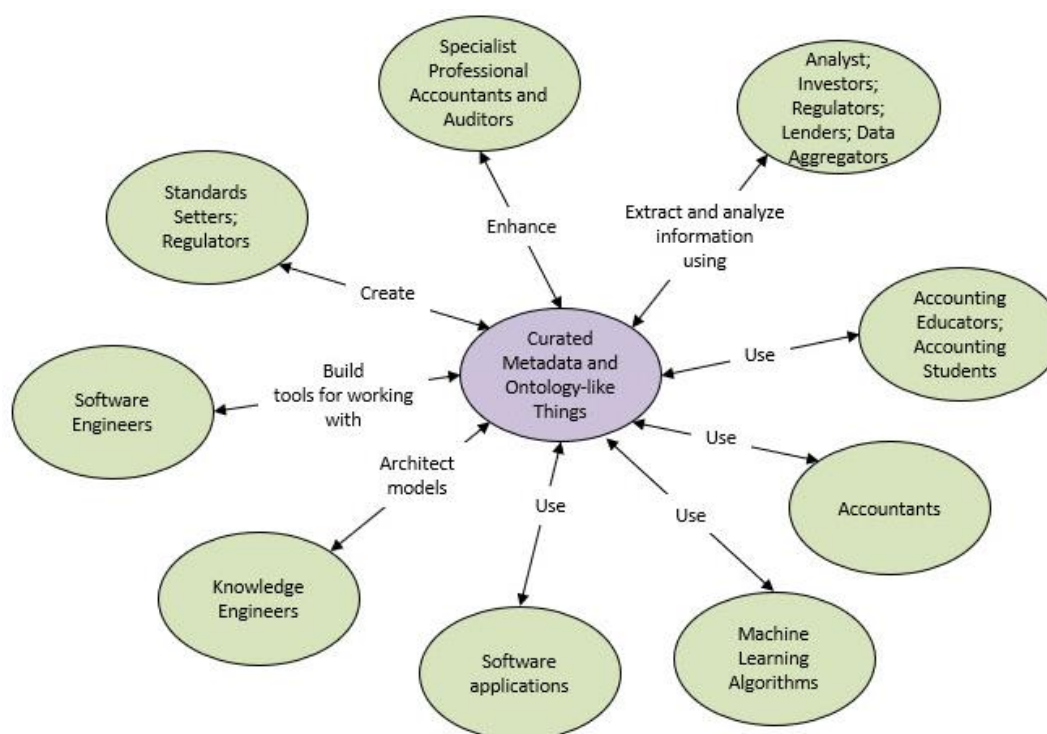 Specialist
Professional
Accountants and
Auditors
Analyst;
Investors;
Regulators;
Lenders; Data
Aggregators
Standards
Setters;
Regulators
Enhance
Extract and analyze
information
using
Create
Accounting
Educators;
Accounting
Students
Curated
Metadata and
Ontology-like
Things
Use
Build
tools for working
with
Software
Engineers
Use
Architect
models
Accountants
Use
Use
Knowledge
Engineers
Software
applications
Machine
Learning
Algorithms